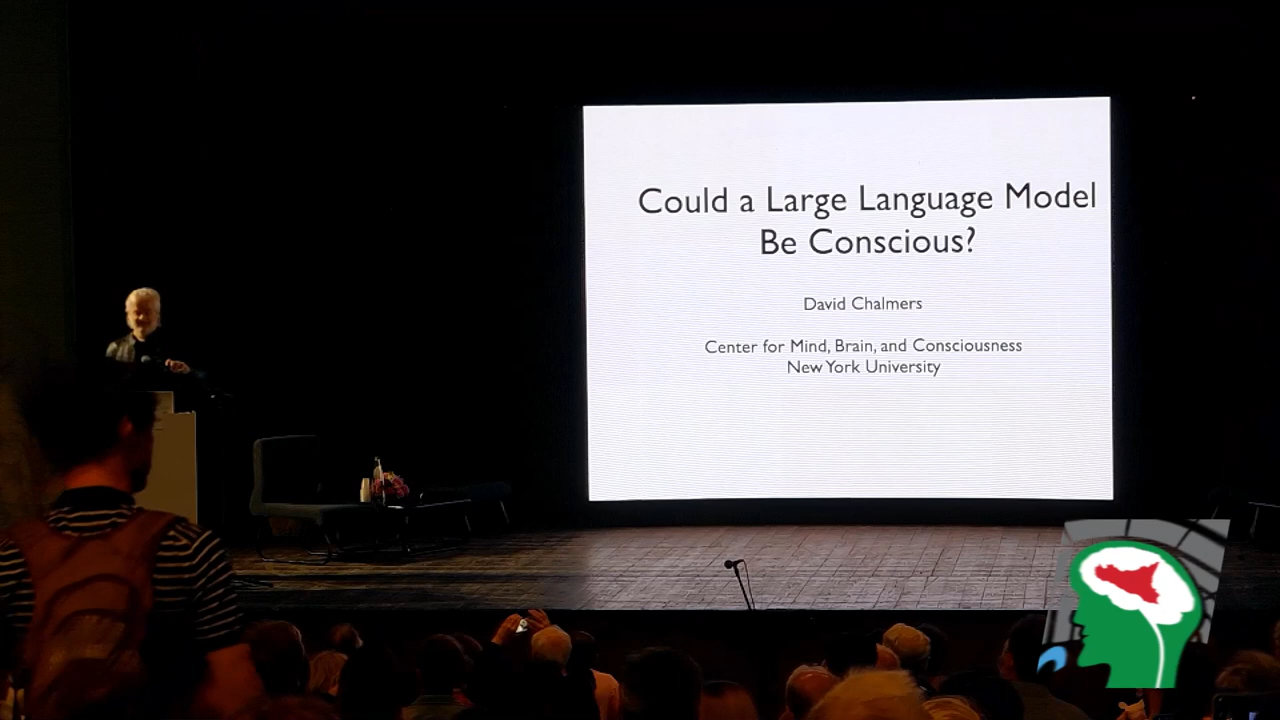 Could a Large Language Model
Be Conscious?
David Chalmers
Center for Mind, Brain, and Consciousness
New York University